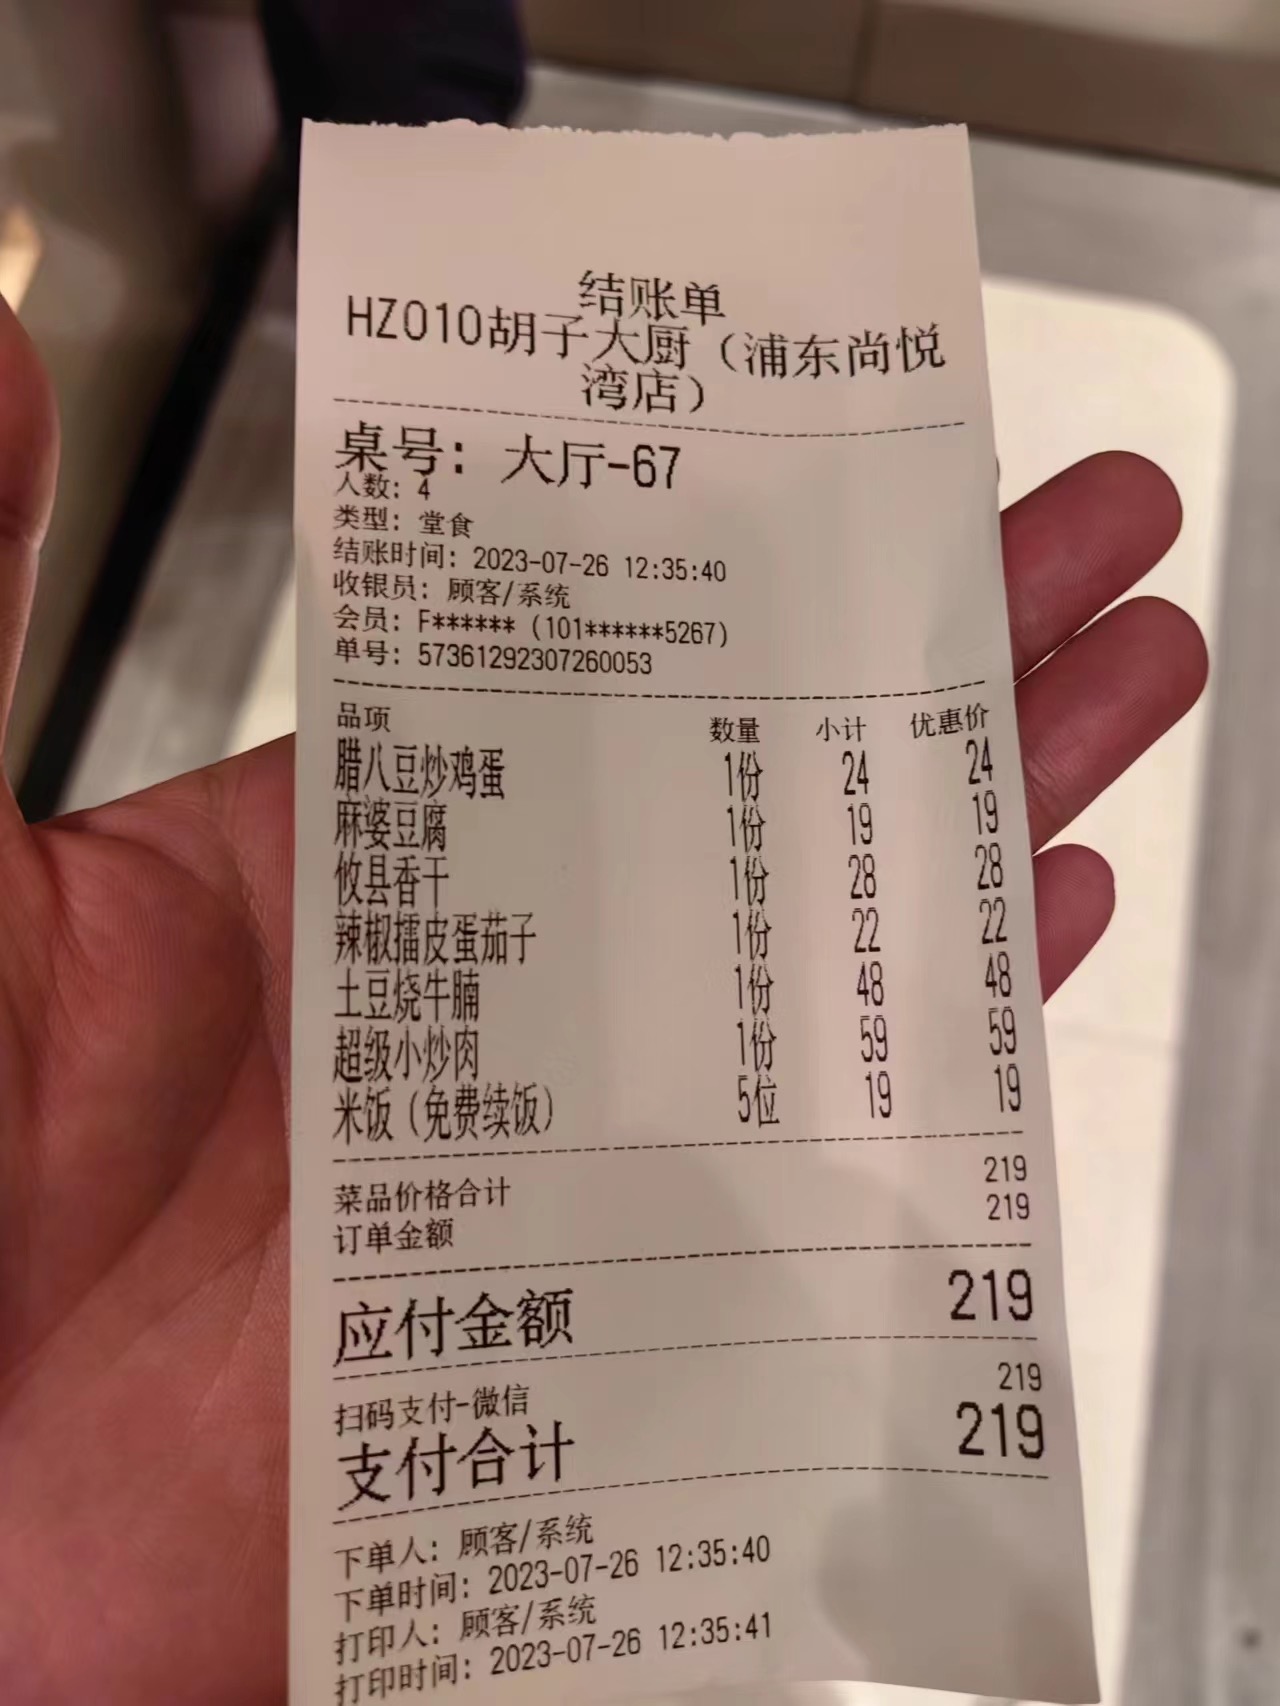 结账单
HZ010胡子大厨（浦东尚悦
湾店）
桌号：大厅-67
人数：4
类型：堂食
结账时间：2023-07-26 12:35:40
收银员：顾客/系统
会员：F****** (101******5267)
单号：57361292307260053
品项 数量 小计 优惠价
腊八豆炒鸡蛋 1份 24 24
麻婆豆腐 1份 19 19
攸县香干 1份 28 28
辣椒擂皮蛋茄子 1份 22 22
土豆烧牛腩 1份 48 48
超级小炒肉 1份 59 59
米饭（免费续饭） 5位 19 19
菜品价格合计 219
订单金额 219
应付金额 219
扫码支付-微信 219
支付合计 219
下单人：顾客/系统
下单时间：2023-07-26 12:35:40
打印人：顾客/系统
打印时间：2023-07-26 12:35:41